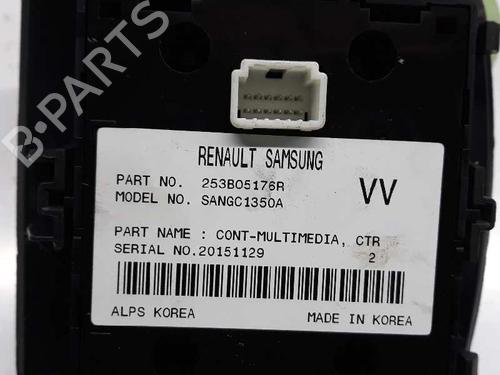 B-PARTS
RENAULT SAMSUNG
PART NO. 253B05176R
MODEL NO. SANGC1350A
VV
PART NAME : CONT-MULTIMEDIA, CTR
SERIAL NO.20151129 2
ALPS KOREA MADE IN KOREA